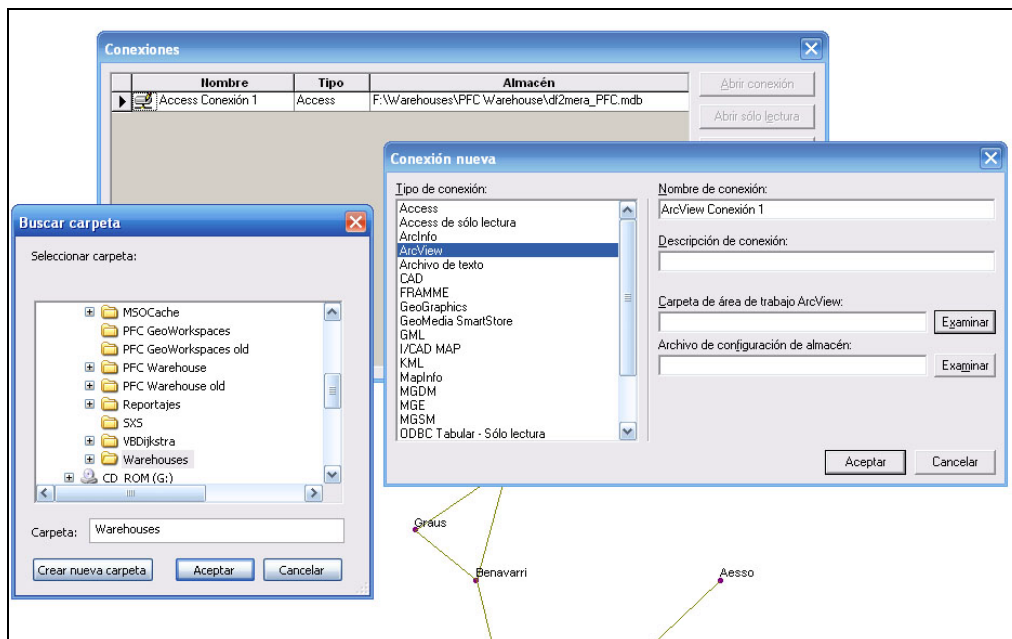 Conexiones
Nombre Tipo Almacén
Access Conexión 1 Access F:\Warehouses\PFC Warehouse\df2mera_PFC.mdb
Abrir conexión
Abrir sólo lectura
Conexión nueva
Tipo de conexión:
Access
Access de sólo lectura
ArcInfo
ArcView
Archivo de texto
CAD
FRAMME
GeoGraphics
GeoMedia SmartStore
GML
I/CAD MAP
KML
MapInfo
MGDM
MGE
MGSM
ODBC Tabular - Sólo lectura
Nombre de conexión:
ArcView Conexión 1
Descripción de conexión:
Carpeta de área de trabajo ArcView:
Examinar
Archivo de configuración de almacén:
Examinar
Aceptar Cancelar
Buscar carpeta
Seleccionar carpeta:
MSOCache
PFC GeoWorkspaces
PFC GeoWorkspaces old
PFC Warehouse
PFC Warehouse old
Reportajes
SXS
VBDijkstra
Warehouses
CD_ROM (G:)
Carpeta: Warehouses
Crear nueva carpeta Aceptar Cancelar
Graus
Benavarri
Aesso